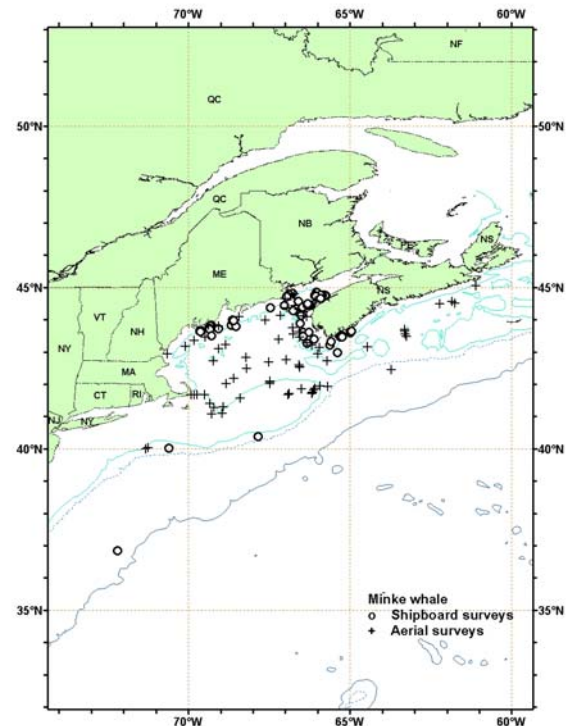 70°W 65°W 60°W
NF
QC
50°N 50°N
QC
NB
NS
ME
45°N 45°N
NS
VT
NH
NY
MA
CT RI
NJ NY
40°N 40°N
Minke whale
Shipboard surveys
Aerial surveys
35°N 35°N
70°W 65°W 60°W